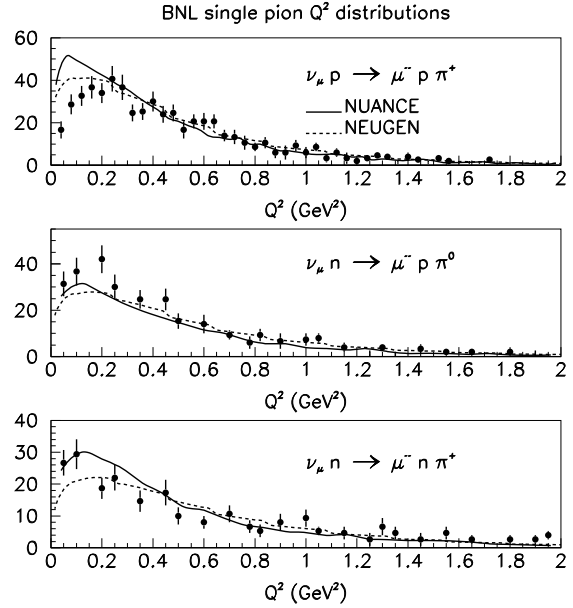 BNL single pion Q² distributions
60
40
20
0
ν_μ p → μ⁻ p π⁺
NUANCE
NEUGEN
0 0.2 0.4 0.6 0.8 1 1.2 1.4 1.6 1.8 2
Q² (GeV²)
40
20
0
ν_μ n → μ⁻ p π⁰
0 0.2 0.4 0.6 0.8 1 1.2 1.4 1.6 1.8 2
Q² (GeV²)
40
30
20
10
0
ν_μ n → μ⁻ n π⁺
0 0.2 0.4 0.6 0.8 1 1.2 1.4 1.6 1.8 2
Q² (GeV²)